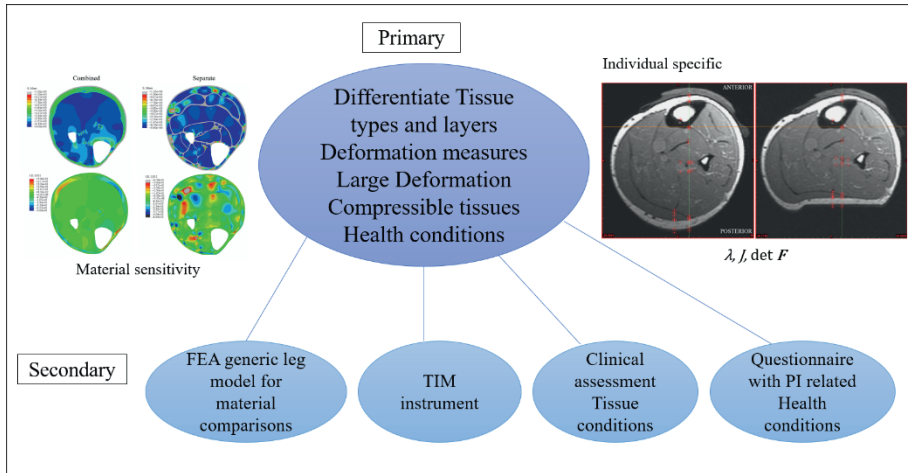 Primary
Combined
Separate
Individual specific
ANTERIOR
POSTERIOR
Differentiate Tissue
types and layers
Deformation measures
Large Deformation
Compressible tissues
Health conditions
Material sensitivity
λ, J, det F
Secondary
FEA generic leg
model for
material
comparisons
TIM
instrument
Clinical
assessment
Tissue
conditions
Questionnaire
with PI related
Health
conditions